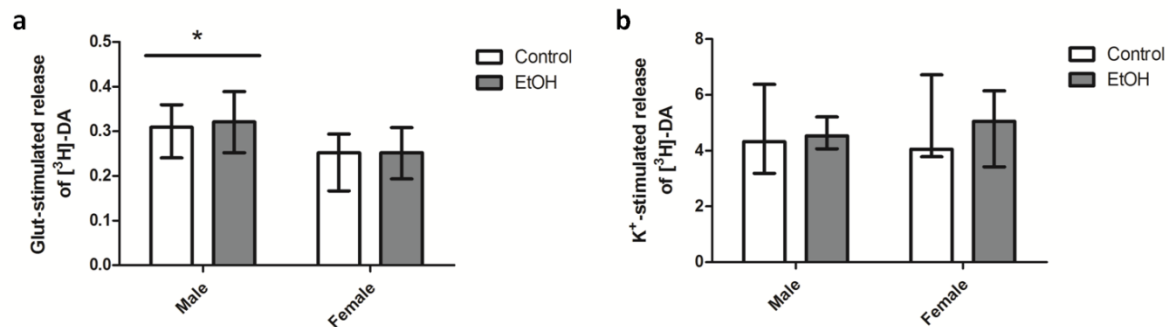 a
Glut-stimulated release
of [³H]-DA
0.5
0.4
0.3
0.2
0.1
0.0
*
Male
Female
Control
EtOH
b
K⁺-stimulated release
of [³H]-DA
8
6
4
2
0
Male
Female
Control
EtOH